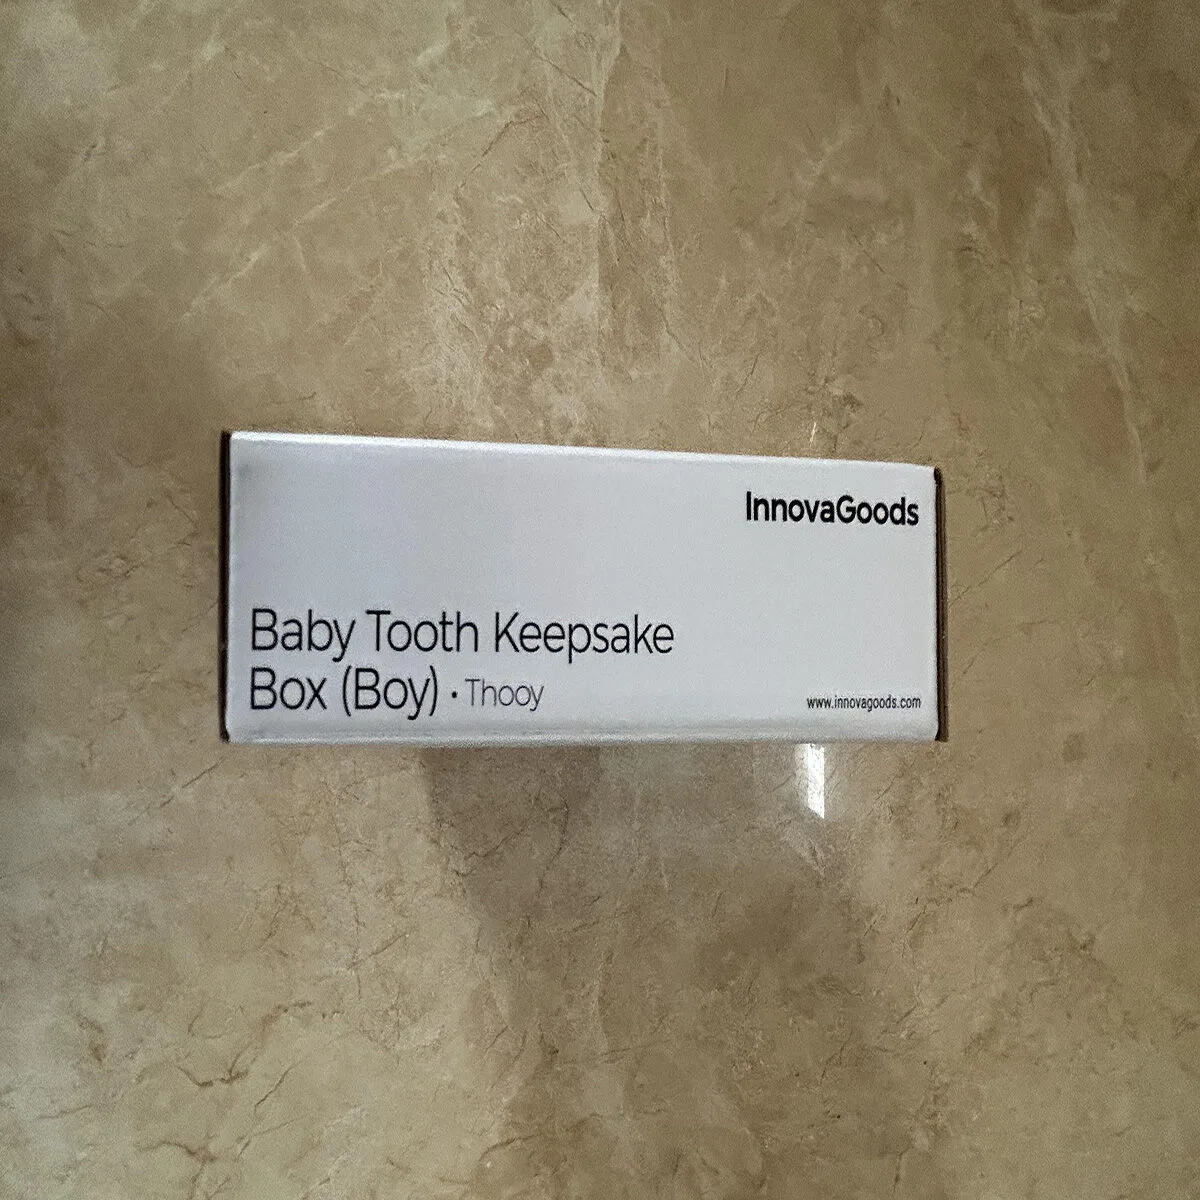 InnovaGoods
Baby Tooth Keepsake
Box (Boy) · Thooy
www.innovagoods.com